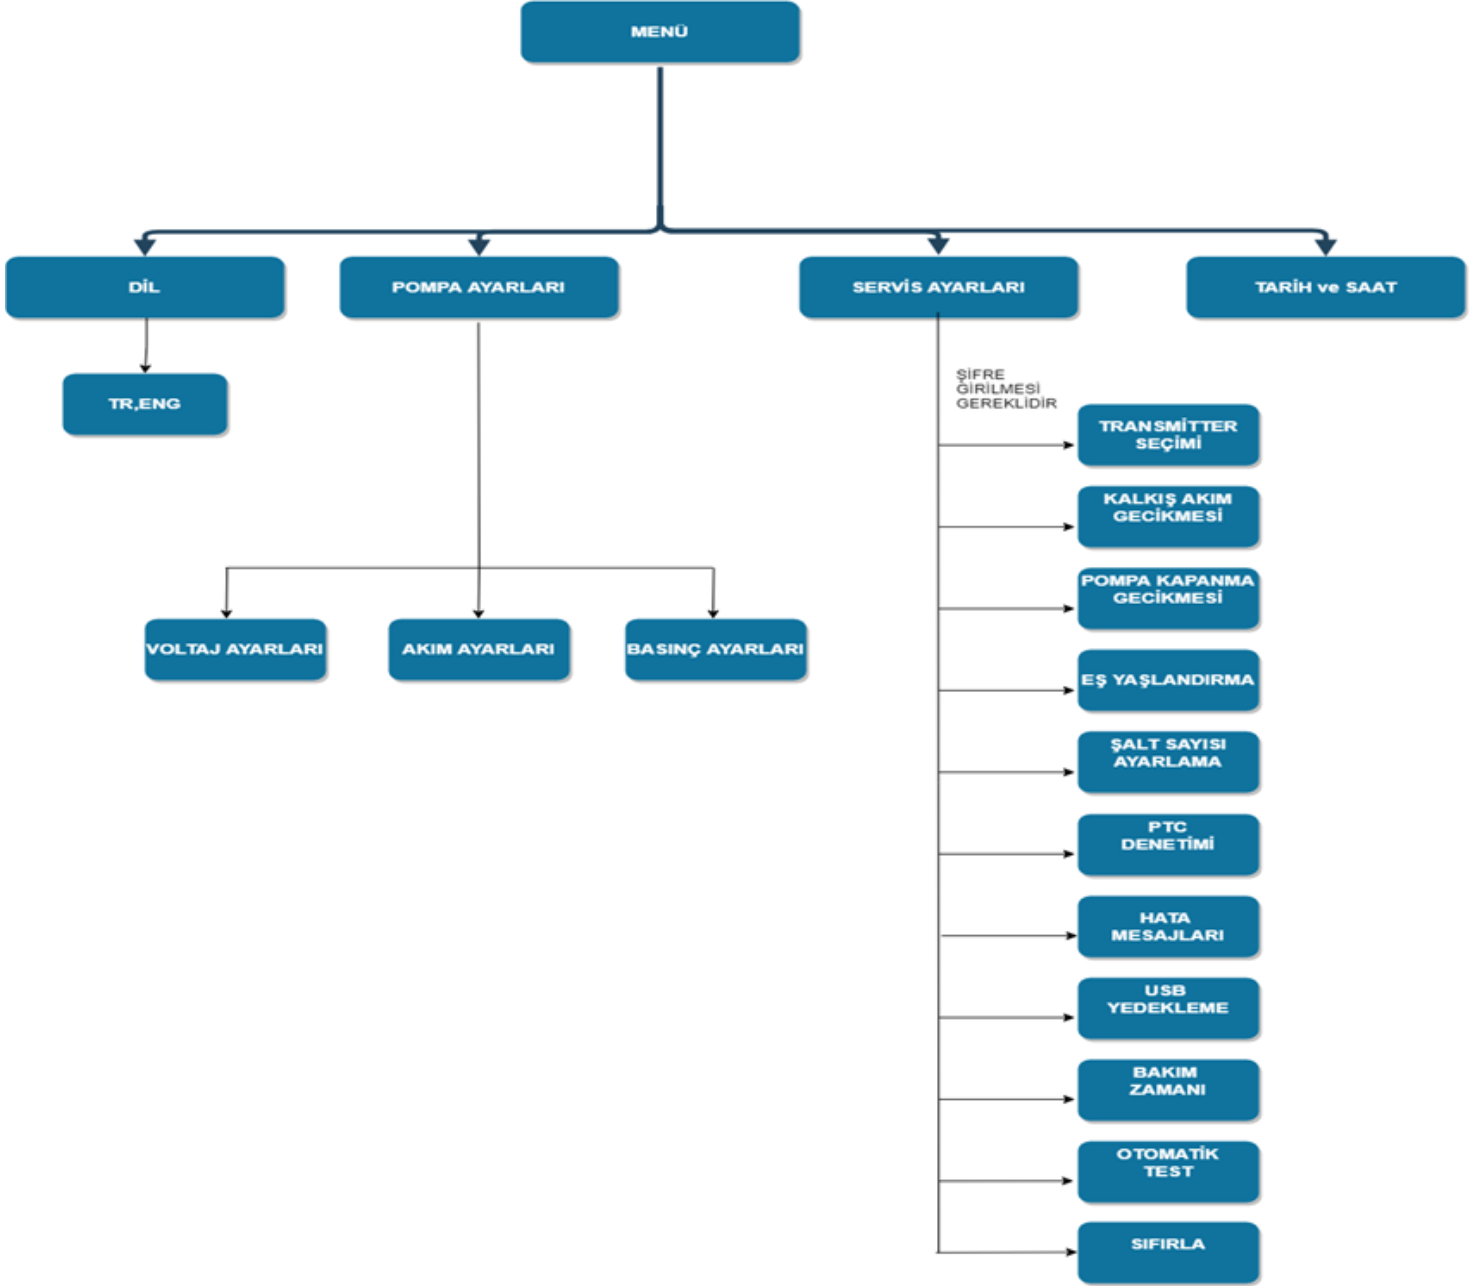 MENÜ
DİL
POMPA AYARLARI
SERVİS AYARLARI
TARİH ve SAAT
TR,ENG
VOLTAJ AYARLARI
AKIM AYARLARI
BASINÇ AYARLARI
ŞİFRE
GİRİLMESİ
GEREKLİDİR
TRANSMİTTER
SEÇİMİ
KALKIŞ AKIM
GECİKMESİ
POMPA KAPANMA
GECİKMESİ
EŞ YAŞLANDIRMA
ŞALT SAYISI
AYARLAMA
PTC
DENETİMİ
HATA
MESAJLARI
USB
YEDEKLEME
BAKIM
ZAMANI
OTOMATİK
TEST
SIFIRLA